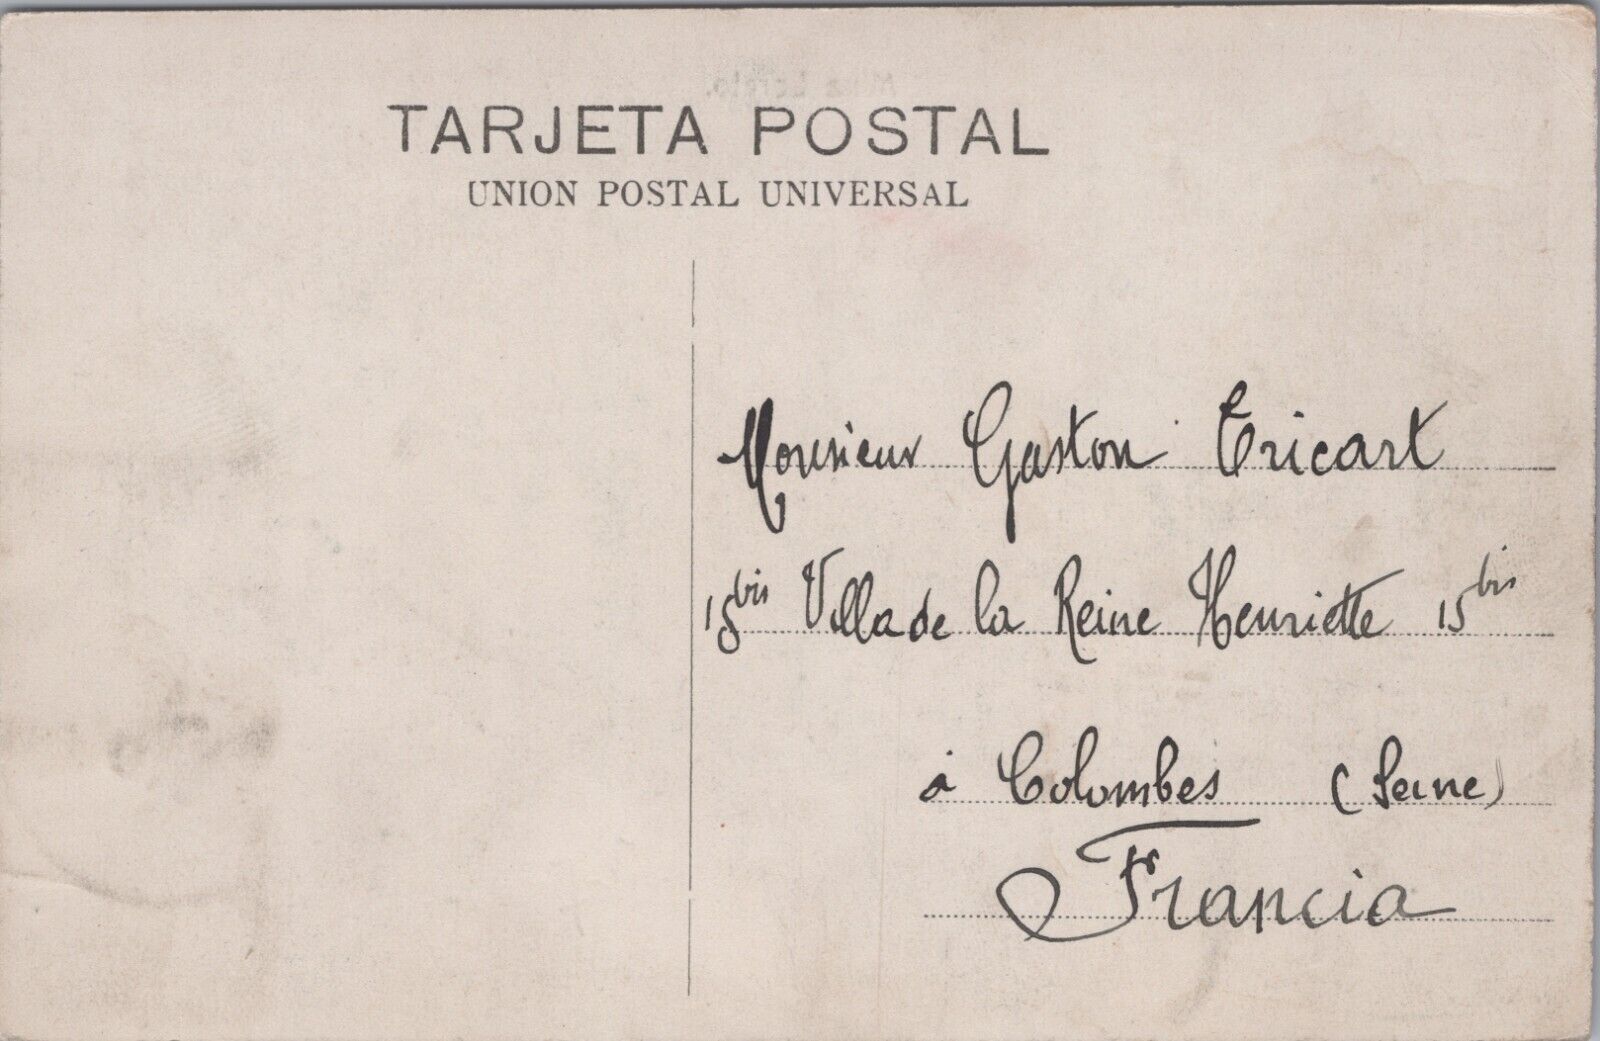 TARJETA POSTAL
UNION POSTAL UNIVERSAL
Monsieur Gaston Tricart
15bis Villa de la Reine Henriette 15bis
à Colombes (Seine)
Francia